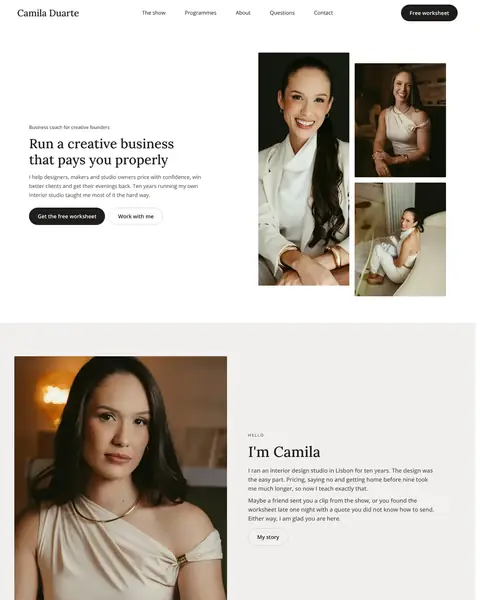 Camila Duarte
The show
Programmes
About
Questions
Contact
Free worksheet
Business coach for creative founders
Run a creative business
that pays you properly
I help designers, makers and studio owners price with confidence, win
better clients and get their evenings back. Ten years running my own
interior studio taught me most of it the hard way.
Get the free worksheet
Work with me
HELLO
I'm Camila
I ran an interior design studio in Lisbon for ten years. The design was
the easy part. Pricing, saying no and getting home before nine took
me much longer, so now I teach exactly that.
Maybe a friend sent you a clip from the show, or you found the
worksheet late one night with a quote you did not know how to send.
Either way, I am glad you are here.
My story